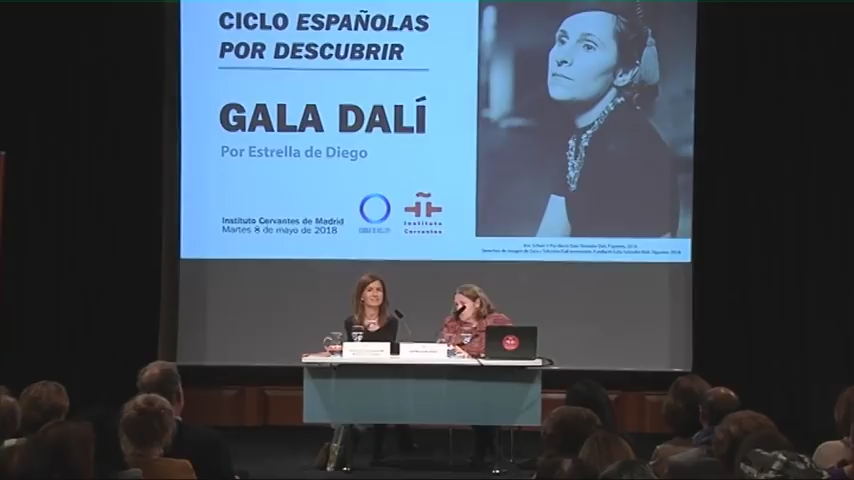 CICLO ESPAÑOLAS
POR DESCUBRIR
GALA DALÍ
Por Estrella de Diego
Instituto Cervantes de Madrid
Martes 8 de mayo de 2018
Instituto
Cervantes